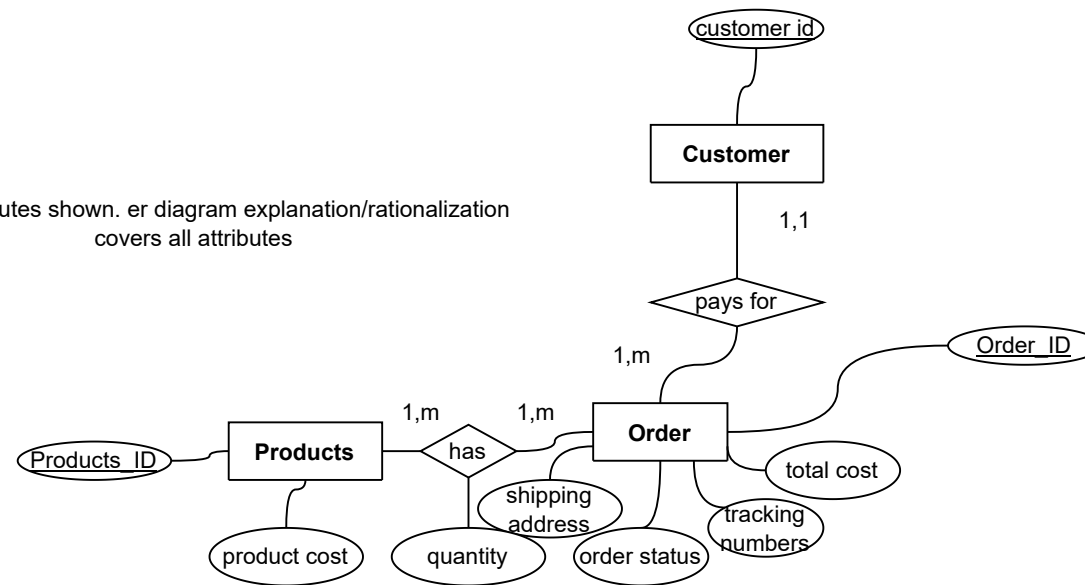 customer id
Customer
utes shown. er diagram explanation/rationalization
covers all attributes
1,1
pays for
1,m
Order_ID
1,m
1,m
Products_ID
Products
has
Order
total cost
shipping
address
tracking
numbers
product cost
quantity
order status